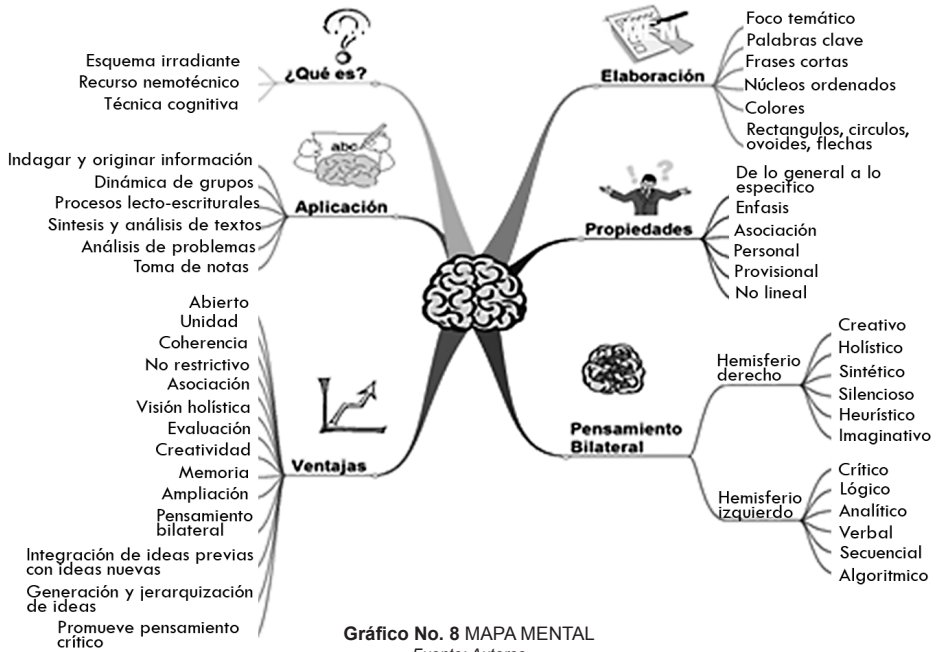 ¿Qué es?
Esquema irradiante
Recurso nemotécnico
Técnica cognitiva
abc
Aplicación
Indagar y originar información
Dinámica de grupos
Procesos lecto-escriturales
Sintesis y análisis de textos
Análisis de problemas
Toma de notas
Ventajas
Abierto
Unidad
Coherencia
No restrictivo
Asociación
Visión holística
Evaluación
Creatividad
Memoria
Ampliación
Pensamiento
bilateral
Integración de ideas previas
con ideas nuevas
Generación y jerarquización
de ideas
Promueve pensamiento
crítico
Elaboración
Foco temático
Palabras clave
Frases cortas
Núcleos ordenados
Colores
Rectangulos, circulos,
ovoides, flechas
Propiedades
De lo general a lo
especifico
Enfasis
Asociación
Personal
Provisional
No lineal
Pensamiento
Bilateral
Hemisferio
derecho
Creativo
Holístico
Sintético
Silencioso
Heurístico
Imaginativo
Hemisferio
izquierdo
Crítico
Lógico
Analítico
Verbal
Secuencial
Algoritmico
Gráfico No. 8 MAPA MENTAL
Fuente: Autores